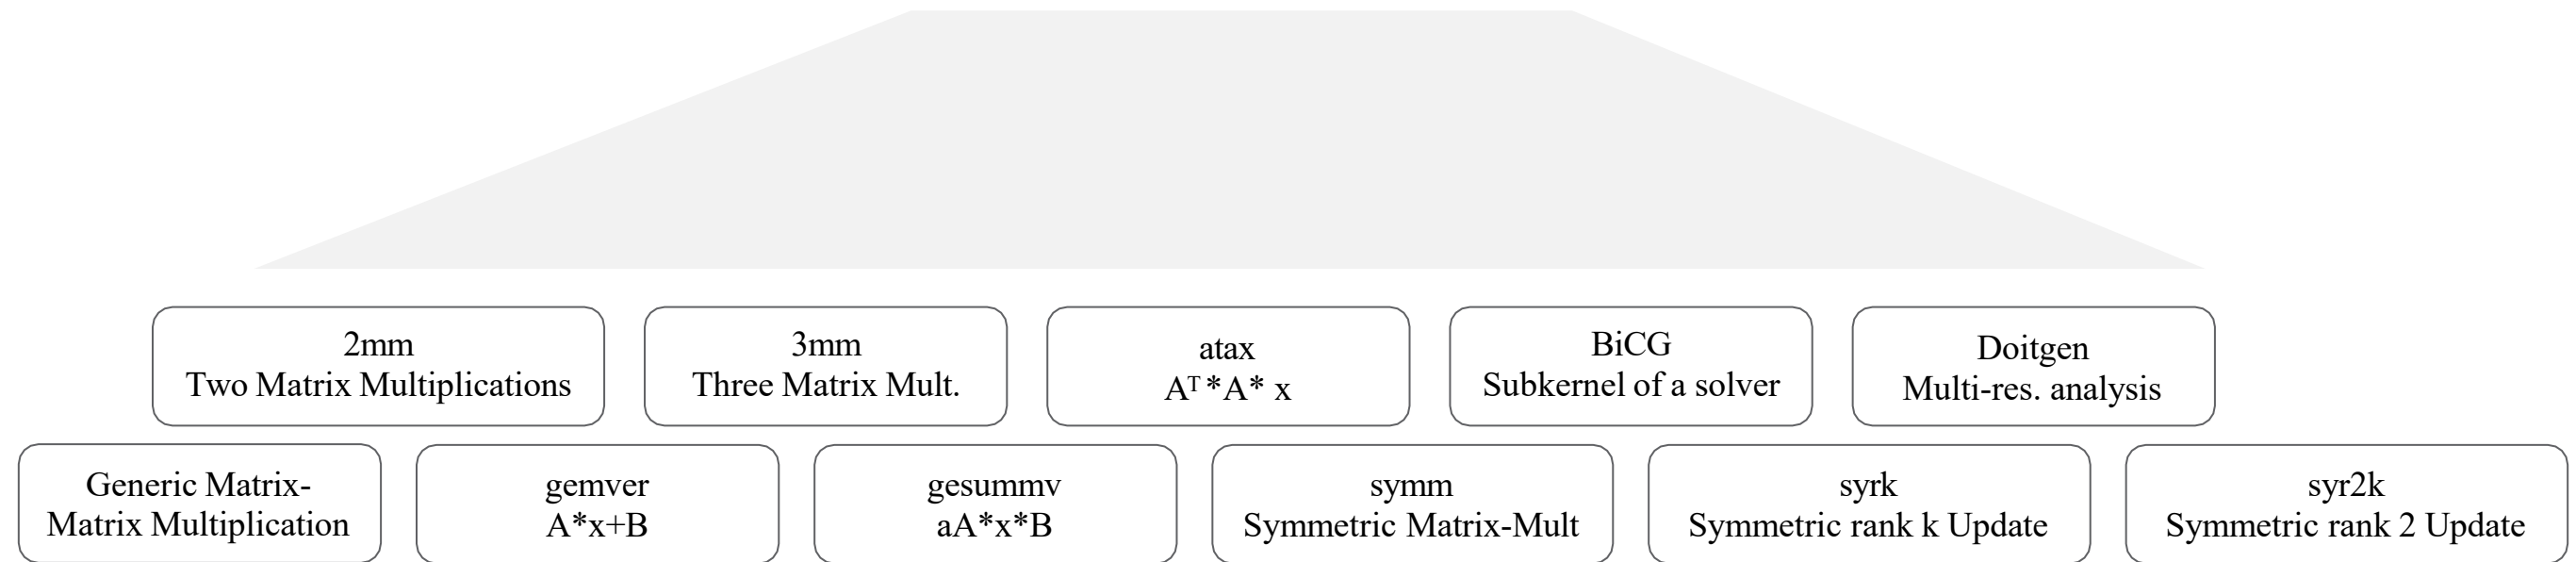 2mm
Two Matrix Multiplications
3mm
Three Matrix Mult.
atax
Aᵀ *A* x
BiCG
Subkernel of a solver
Doitgen
Multi-res. analysis
Generic Matrix-
Matrix Multiplication
gemver
A*x+B
gesummv
aA*x*B
symm
Symmetric Matrix-Mult
syrk
Symmetric rank k Update
syr2k
Symmetric rank 2 Update